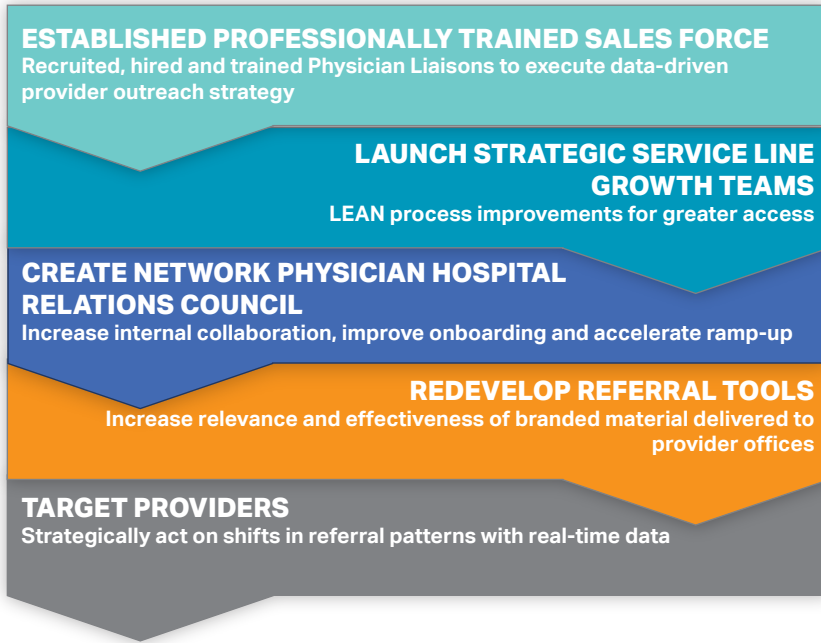 ESTABLISHED PROFESSIONALLY TRAINED SALES FORCE
Recruited, hired and trained Physician Liaisons to execute data-driven
provider outreach strategy
LAUNCH STRATEGIC SERVICE LINE
GROWTH TEAMS
LEAN process improvements for greater access
CREATE NETWORK PHYSICIAN HOSPITAL
RELATIONS COUNCIL
Increase internal collaboration, improve onboarding and accelerate ramp-up
REDEVELOP REFERRAL TOOLS
Increase relevance and effectiveness of branded material delivered to
provider offices
TARGET PROVIDERS
Strategically act on shifts in referral patterns with real-time data